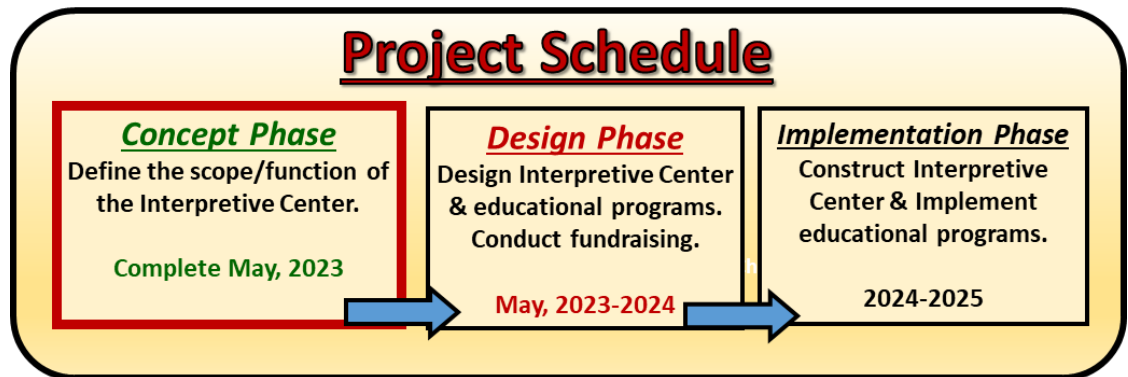 Project Schedule
Concept Phase
Define the scope/function of
the Interpretive Center.
Complete May, 2023
Design Phase
Design Interpretive Center
& educational programs.
Conduct fundraising.
May, 2023-2024
Implementation Phase
Construct Interpretive
Center & Implement
educational programs.
2024-2025